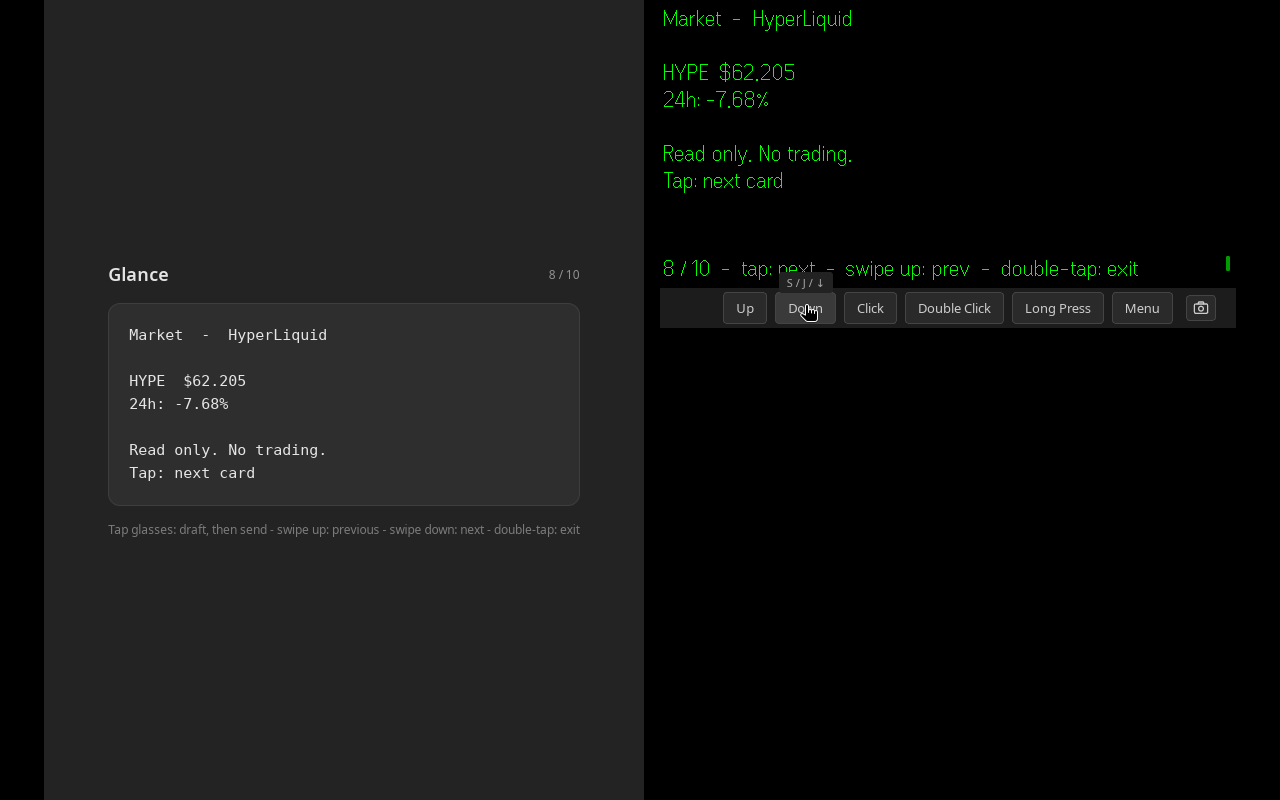 Glance
8 / 10
Market  -  HyperLiquid
HYPE  $62.205
24h: -7.68%
Read only. No trading.
Tap: next card
Tap glasses: draft, then send - swipe up: previous - swipe down: next - double-tap: exit
Market  -  HyperLiquid
HYPE  $62.205
24h: -7.68%
Read only. No trading.
Tap: next card
8 / 10  -  tap: next  -  swipe up: prev  -  double-tap: exit
S / J / ↓
Up
Down
Click
Double Click
Long Press
Menu